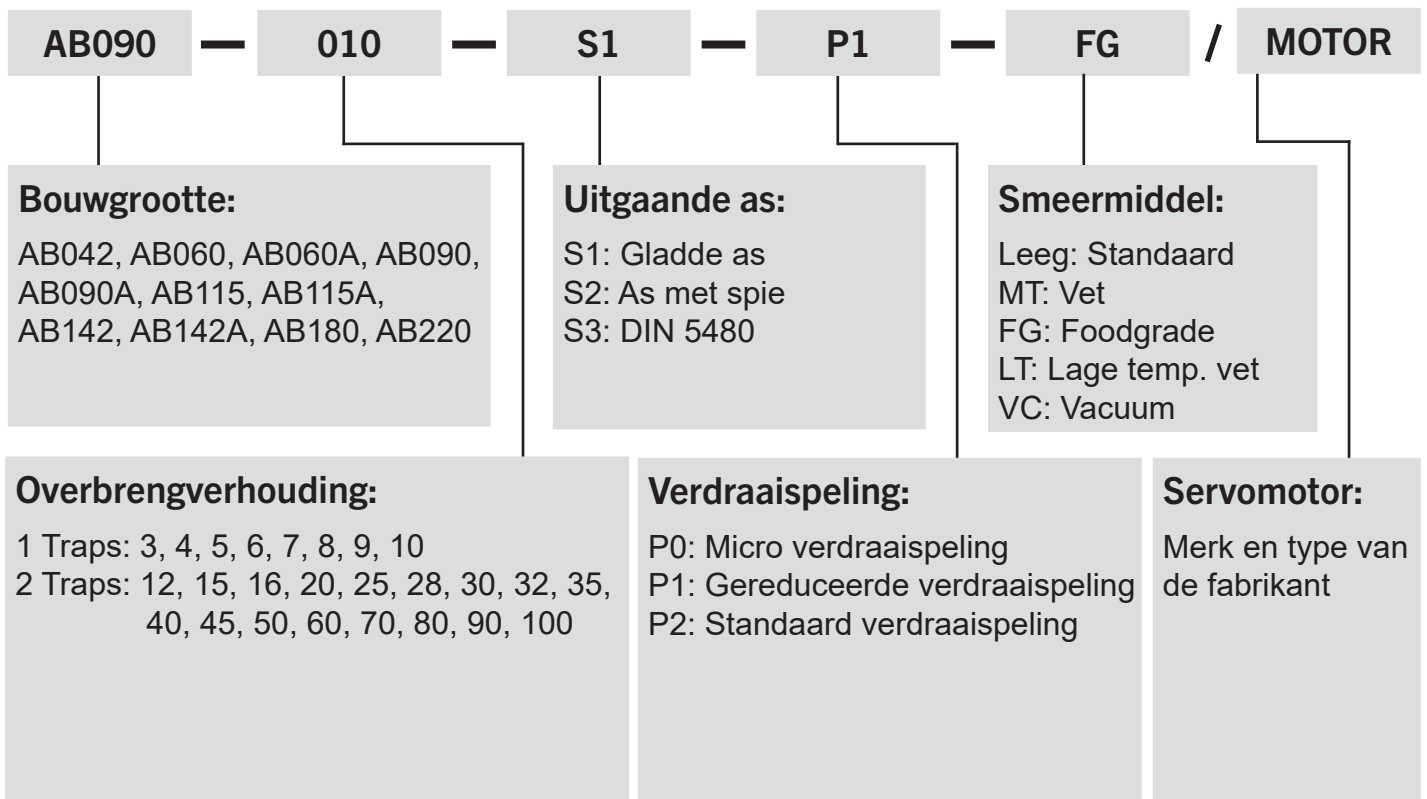 AB090 — 010 — S1 — P1 — FG / MOTOR
Bouwgrootte:
AB042, AB060, AB060A, AB090,
AB090A, AB115, AB115A,
AB142, AB142A, AB180, AB220
Uitgaande as:
S1: Gladde as
S2: As met spie
S3: DIN 5480
Smeermiddel:
Leeg: Standaard
MT: Vet
FG: Foodgrade
LT: Lage temp. vet
VC: Vacuum
Overbrengverhouding:
1 Traps: 3, 4, 5, 6, 7, 8, 9, 10
2 Traps: 12, 15, 16, 20, 25, 28, 30, 32, 35,
40, 45, 50, 60, 70, 80, 90, 100
Verdraaispeling:
P0: Micro verdraaispeling
P1: Gereduceerde verdraaispeling
P2: Standaard verdraaispeling
Servomotor:
Merk en type van
de fabrikant